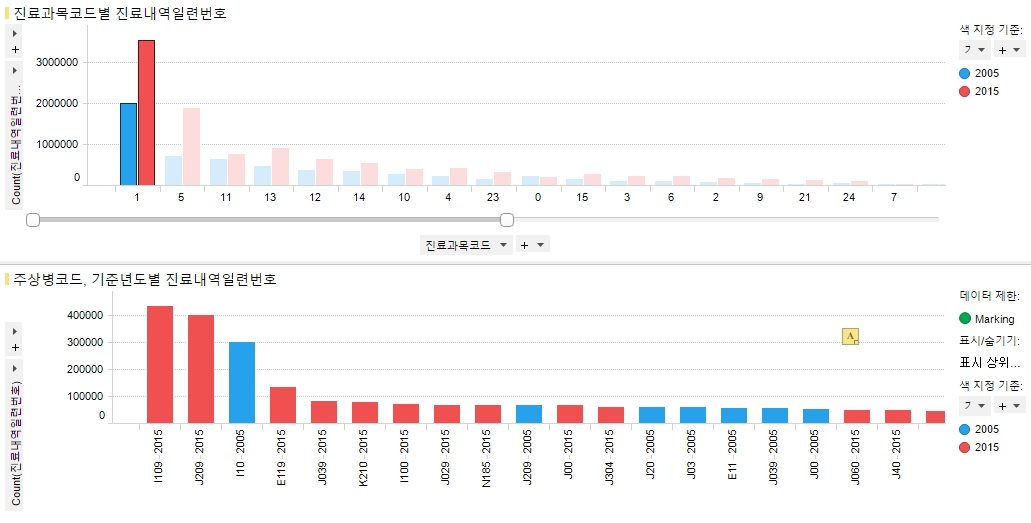 진료과목코드별 진료내역일련번호
+
Count(진료내역일련번...
3000000
2000000
1000000
0
1 5 11 13 12 14 10 4 23 0 15 3 6 2 9 21 24 7
진료과목코드 +
색 지정 기준:
+
2005
2015
주상병코드, 기준년도별 진료내역일련번호
+
Count(진료내역일련번호)
400000
300000
200000
100000
0
A
I109 - 2015
J209 - 2015
I10 - 2005
E119 - 2015
J039 - 2015
K210 - 2015
I100 - 2015
J029 - 2015
N185 - 2015
J209 - 2005
J00 - 2015
J304 - 2015
J20 - 2005
J03 - 2005
E11 - 2005
J039 - 2005
J00 - 2005
J060 - 2015
J40 - 2015
데이터 제한:
Marking
표시/숨기기:
표시 상위...
색 지정 기준:
+
2005
2015